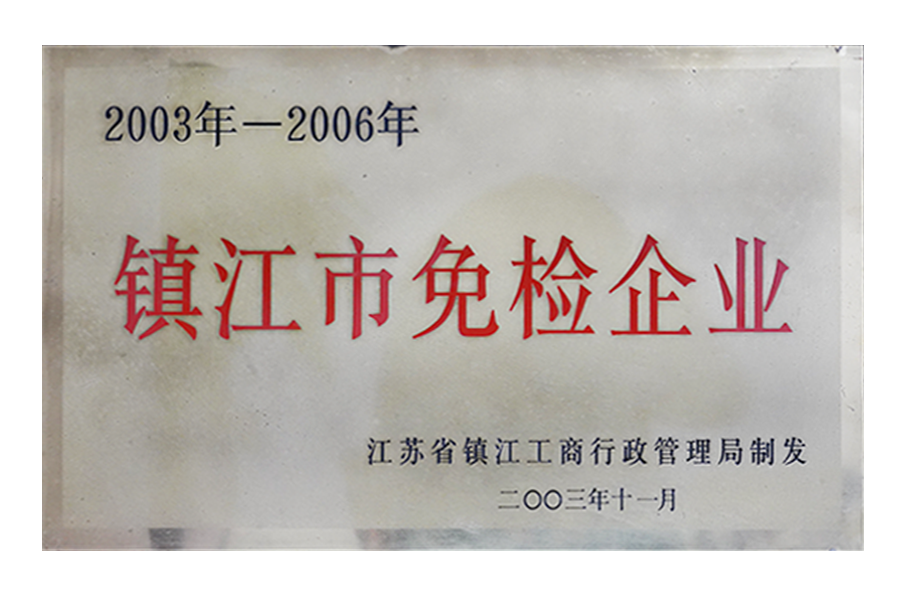 2003年—2006年
镇江市免检企业
江苏省镇江工商行政管理局制发
二〇〇三年十一月